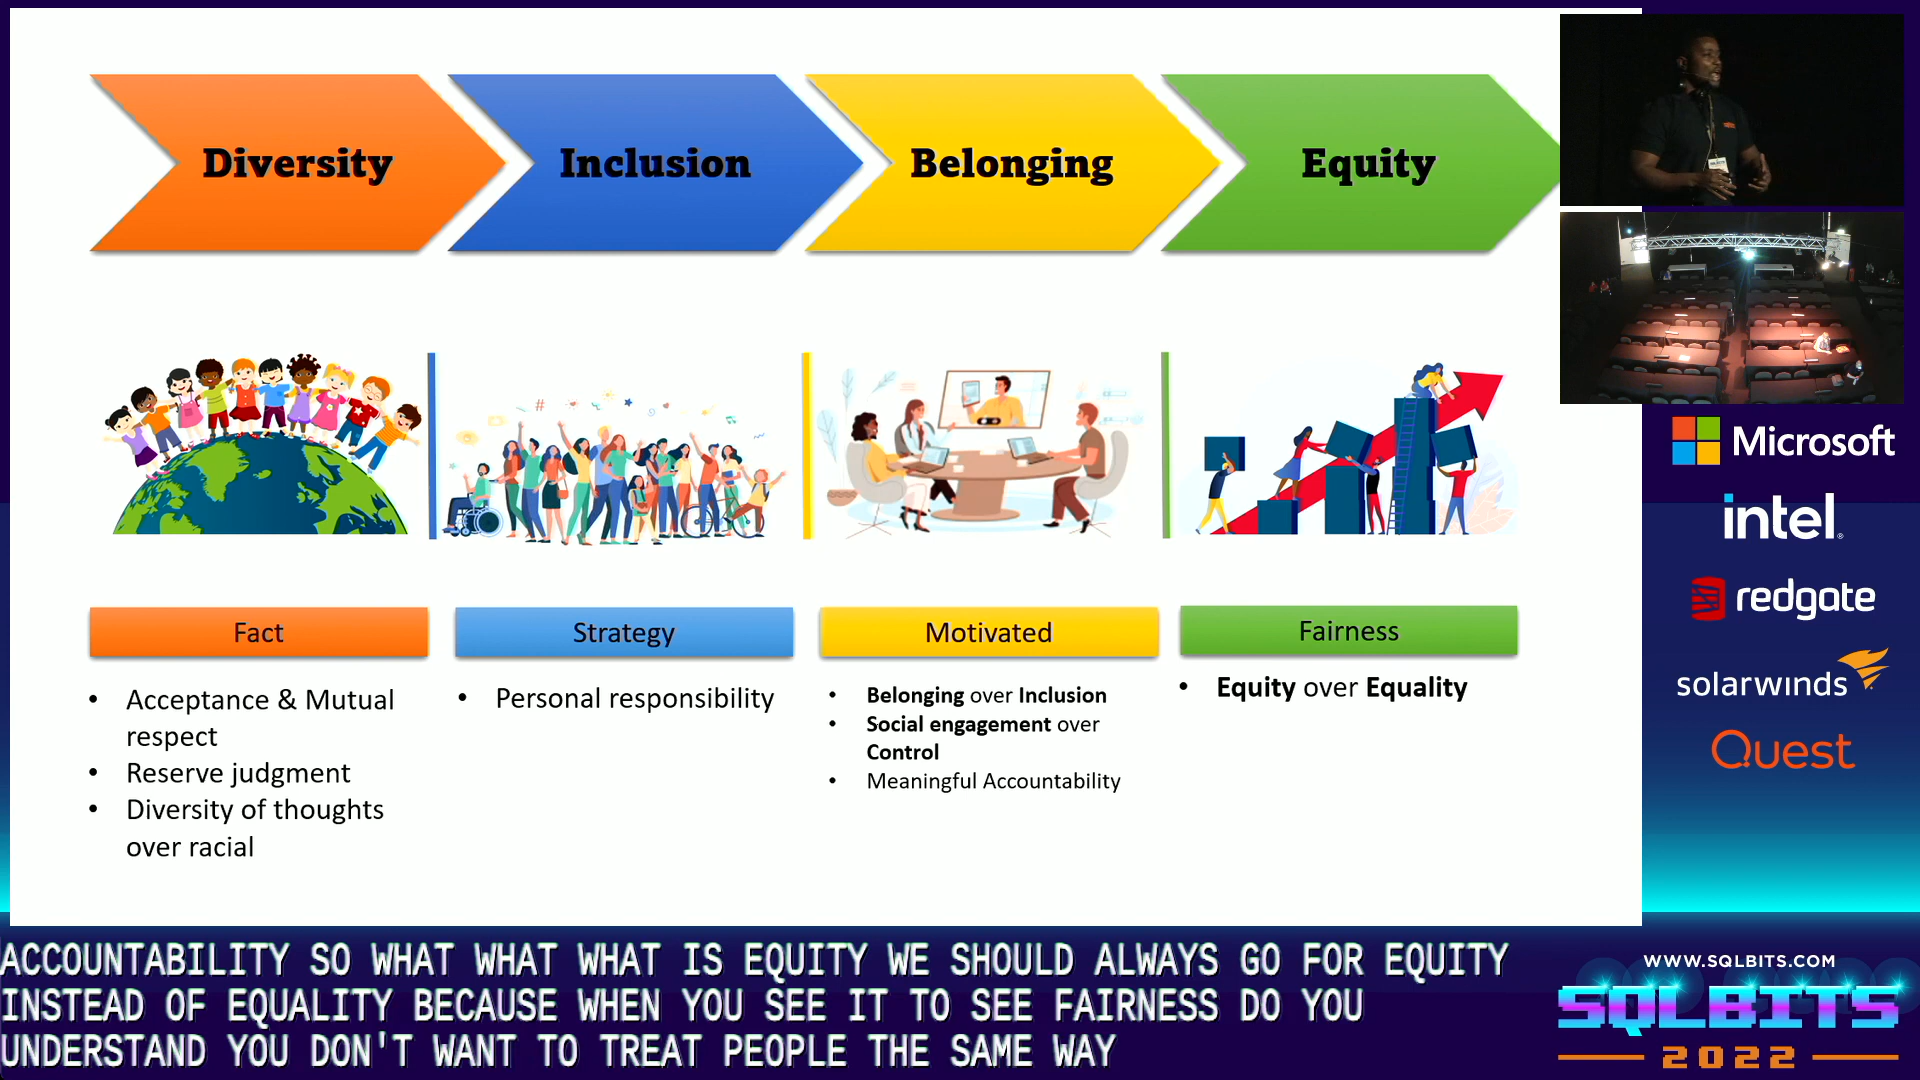 Diversity
Inclusion
Belonging
Equity
Fact
Strategy
Motivated
Fairness
• Acceptance & Mutual
respect
• Reserve judgment
• Diversity of thoughts
over racial
• Personal responsibility
• Belonging over Inclusion
• Social engagement over
Control
• Meaningful Accountability
• Equity over Equality
Microsoft
intel.
redgate
solarwinds
Quest
ACCOUNTABILITY SO WHAT WHAT WHAT IS EQUITY WE SHOULD ALWAYS GO FOR EQUITY
INSTEAD OF EQUALITY BECAUSE WHEN YOU SEE IT TO SEE FAIRNESS DO YOU
UNDERSTAND YOU DON'T WANT TO TREAT PEOPLE THE SAME WAY
WWW.SQLBITS.COM
SQLBITS
2022